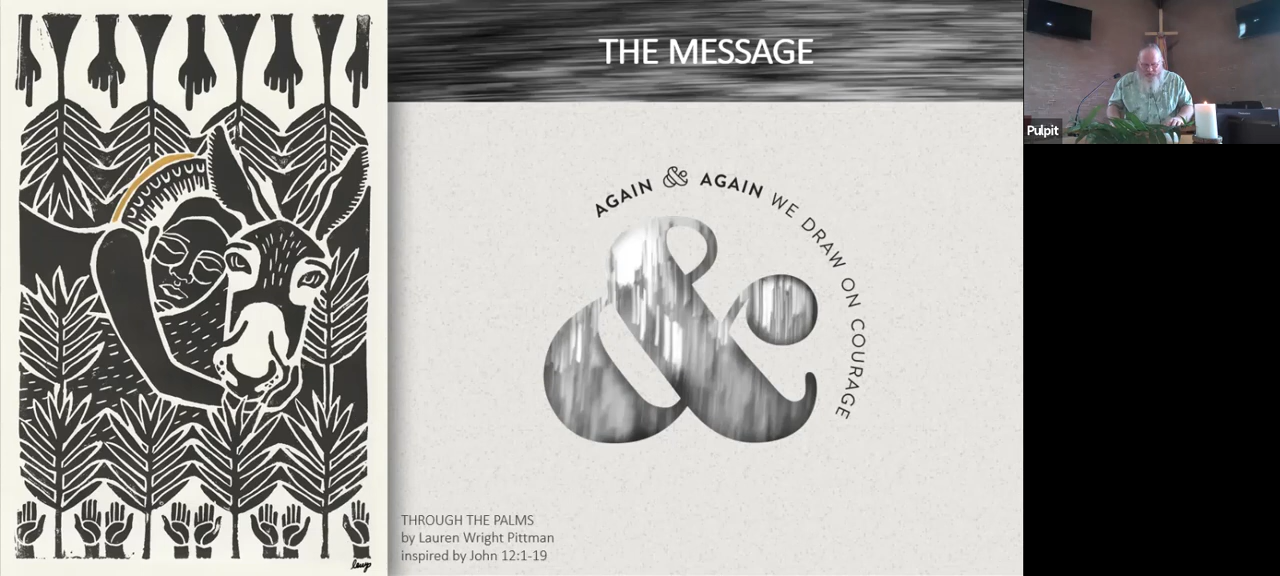 THE MESSAGE
AGAIN & AGAIN WE DRAW ON COURAGE
&
THROUGH THE PALMS
by Lauren Wright Pittman
inspired by John 12:1-19
Pulpit